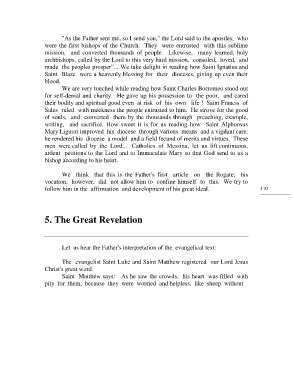 "As the Father sent me, so I send you," the Lord said to the apostles, who
were the first bishops of the Church. They were entrusted with this sublime
mission, and converted thousands of people. Likewise, many learned, holy
archbishops, called by the Lord to this very hard mission, consoled, loved, and
made the peoples prosper"... We take delight in reading how Saint Ignatius and
Saint Blaze were a heavenly blessing for their dioceses, giving up even their
blood.
We are very touched while reading how Saint Charles Borromeo stood out
for self-denial and charity. He gave up his possession to the poor, and cared
their bodily and spiritual good even at risk of his own life! Saint Francis of
Sales ruled with meekness the people entrusted to him. He strove for the good
of souls, and converted them by the thousands through preaching, example,
writing, and sacrifice. How sweet it is for us reading how Saint Alphonsus
Mary Liguori improved his diocese through various means and a vigilant care;
he rendered his diocese a model and a field fecund of merits and virtues. These
men were called by the Lord... Catholics of Messina, let us lift continuous,
ardent petitions to the Lord and to Immaculate Mary so that God send to us a
bishop according to his heart.
We think that this is the Father's first article on the Rogate; his
vocation, however, did not allow him to confine himself to this. We try to
follow him in the affirmation and development of his great ideal.
110
5. The Great Revelation
Let us hear the Father's interpretation of the evangelical text:
The evangelist Saint Luke and Saint Matthew registered our Lord Jesus
Christ's great word.
Saint Matthew says: As he saw the crowds, his heart was filled with
pity for them, because they were worried and helpless, like sheep without